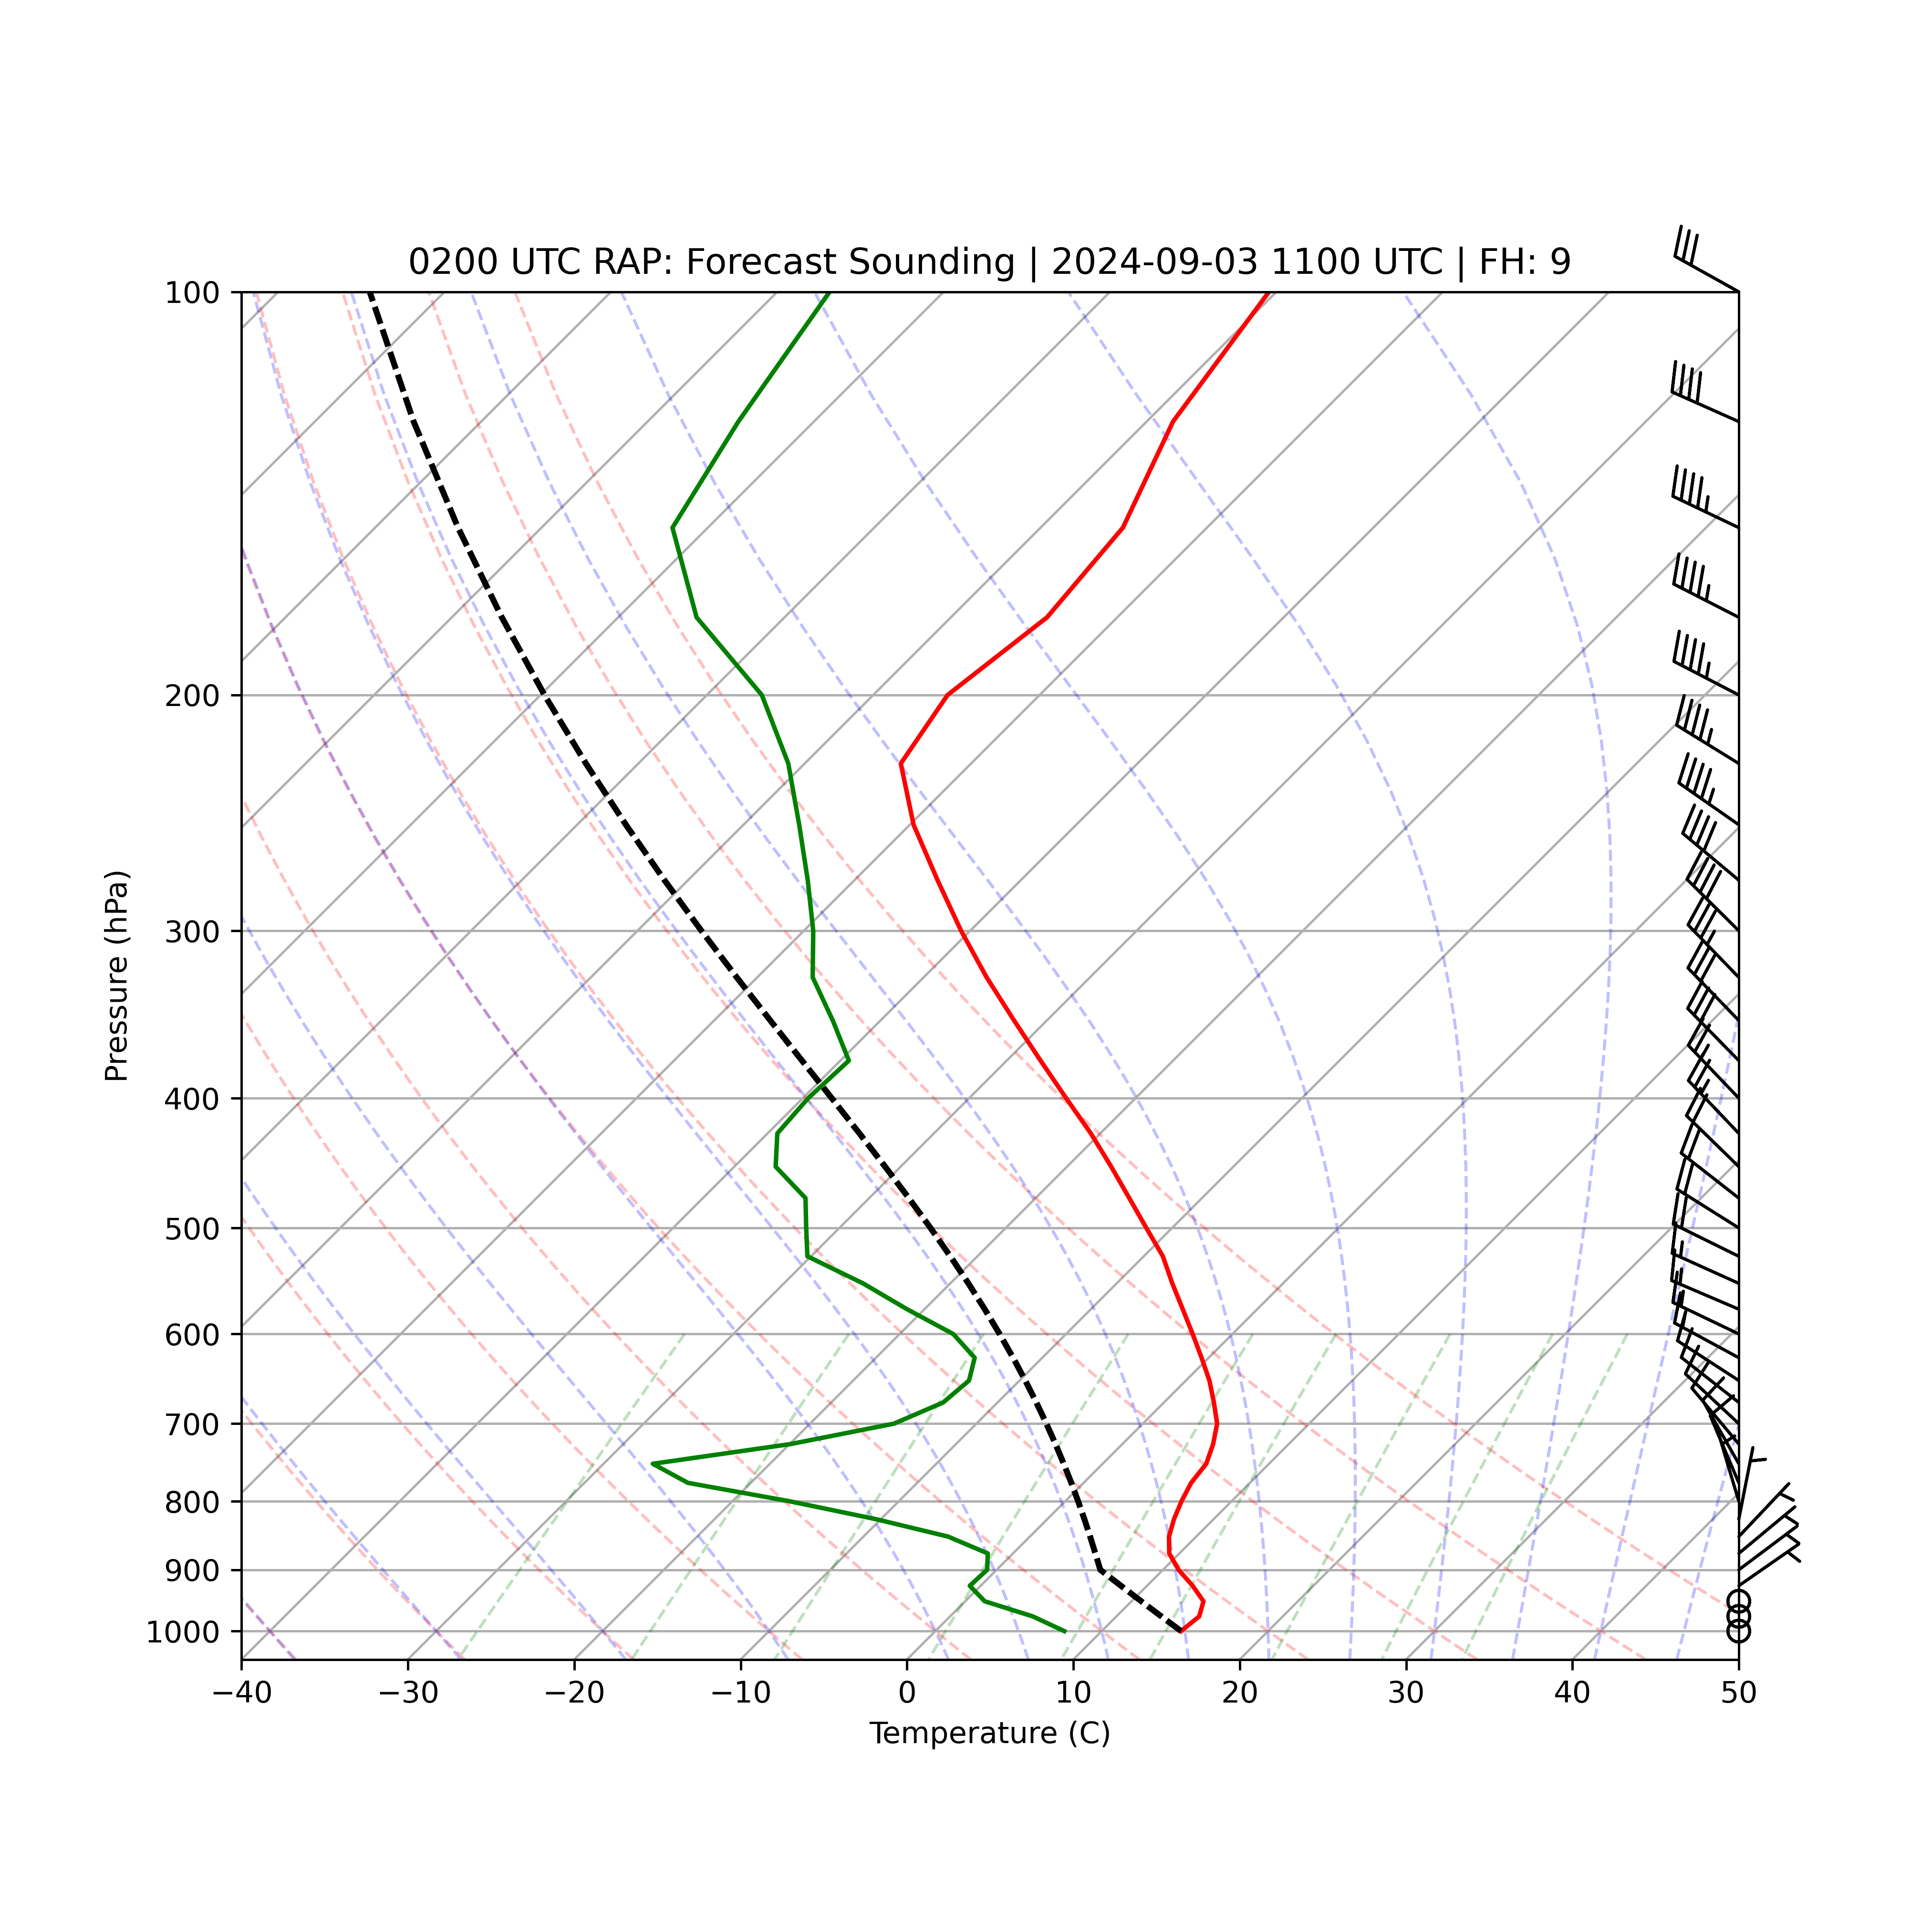 0200 UTC RAP: Forecast Sounding | 2024-09-03 1100 UTC | FH: 9
100
200
300
400
500
600
700
800
900
1000
Pressure (hPa)
−40 −30 −20 −10 0 10 20 30 40 50
Temperature (C)